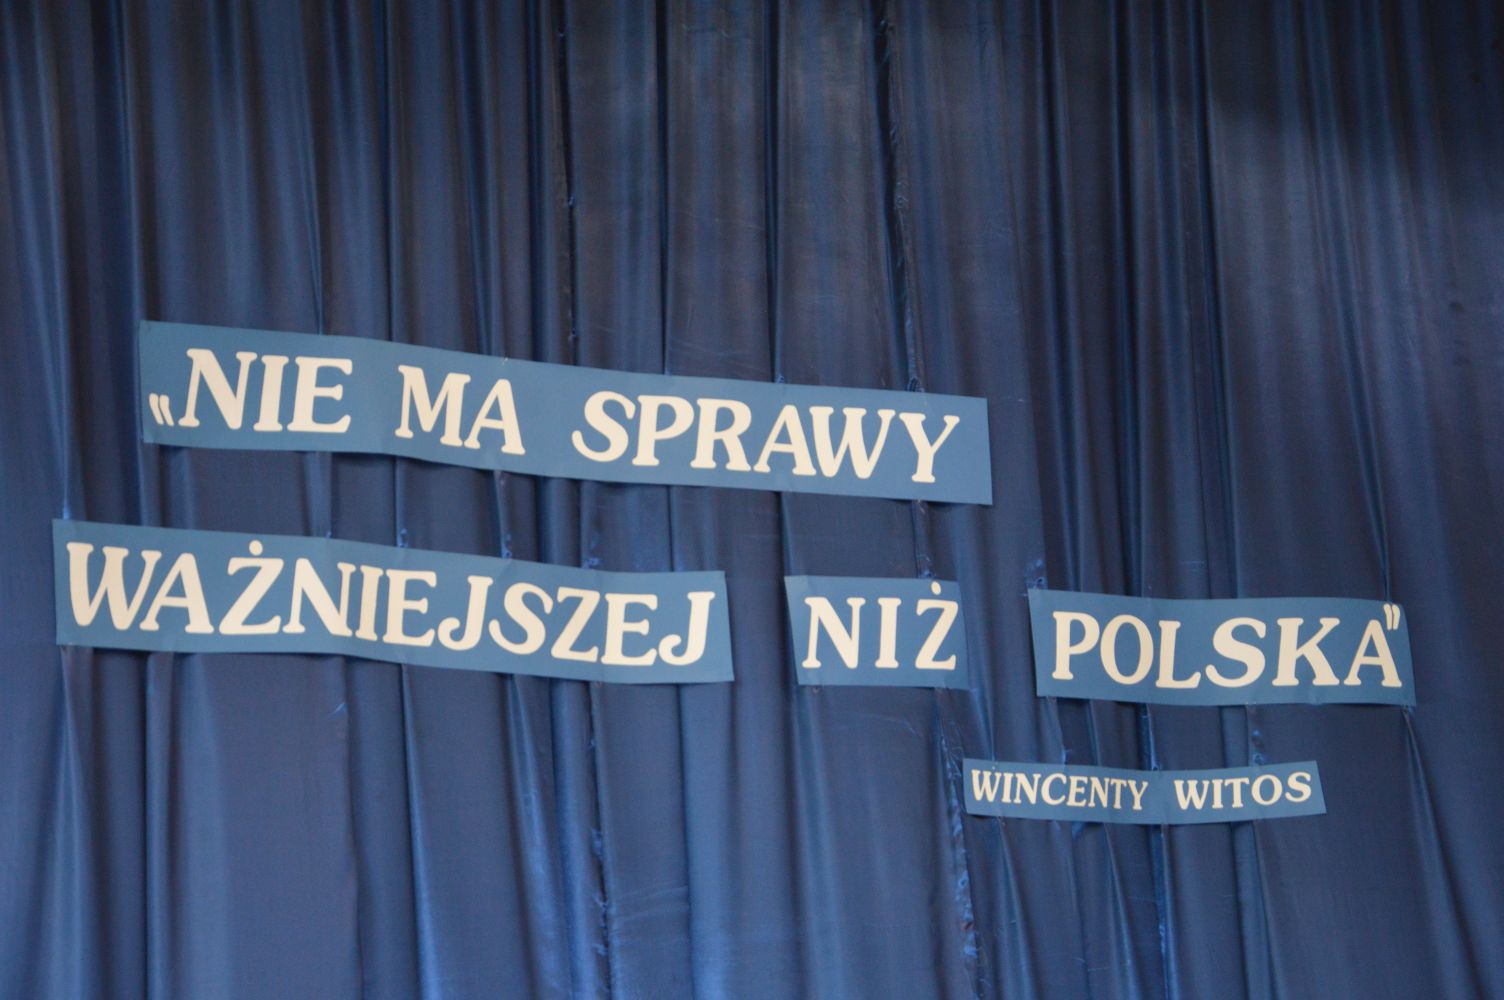 „NIE MA SPRAWY
WAŻNIEJSZEJ NIŻ POLSKA”
WINCENTY WITOS